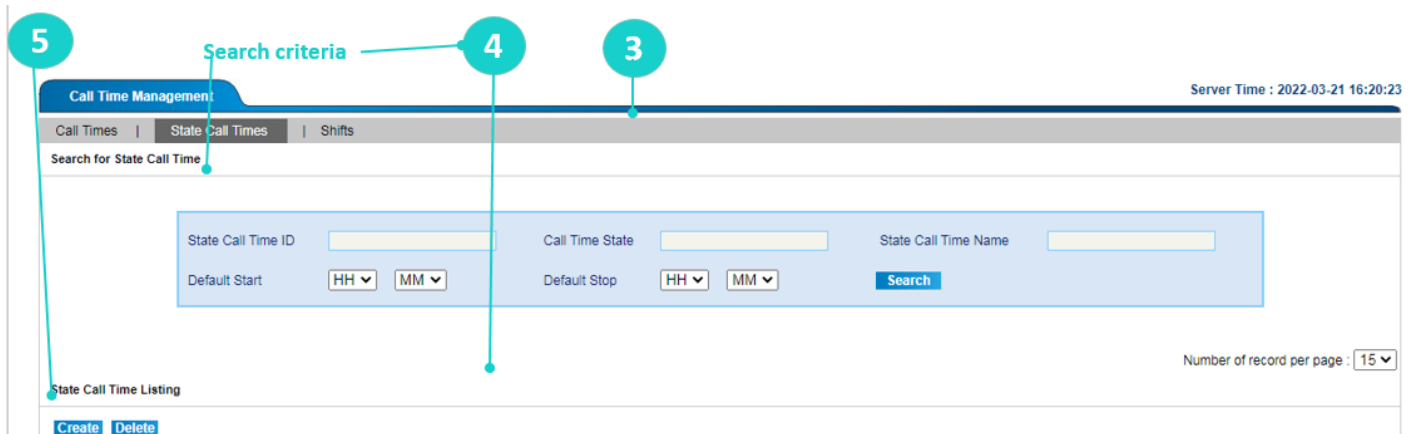 5
Search criteria
4
3
Call Time Management
Server Time : 2022-03-21 16:20:23
Call Times | State Call Times | Shifts
Search for State Call Time
State Call Time ID Call Time State State Call Time Name
Default Start HH MM Default Stop HH MM Search
Number of record per page : 15
State Call Time Listing
Create Delete